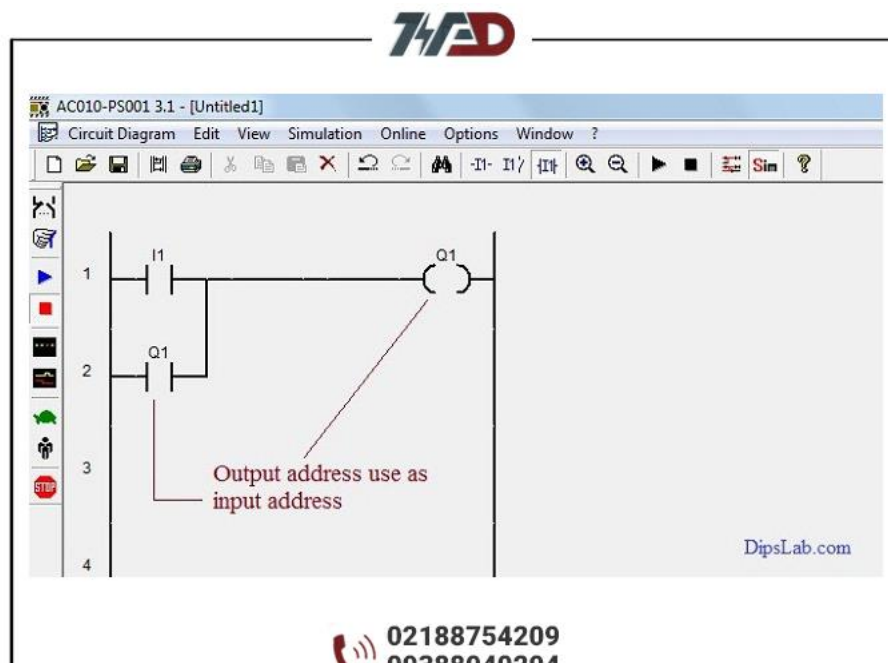 AC010-PS001 3.1 - [Untitled1]
Circuit Diagram Edit View Simulation Online Options Window ?
Sim
I1
Q1
1
Q1
2
3
Output address use as
input address
STOP
DipsLab.com
4
02188754209